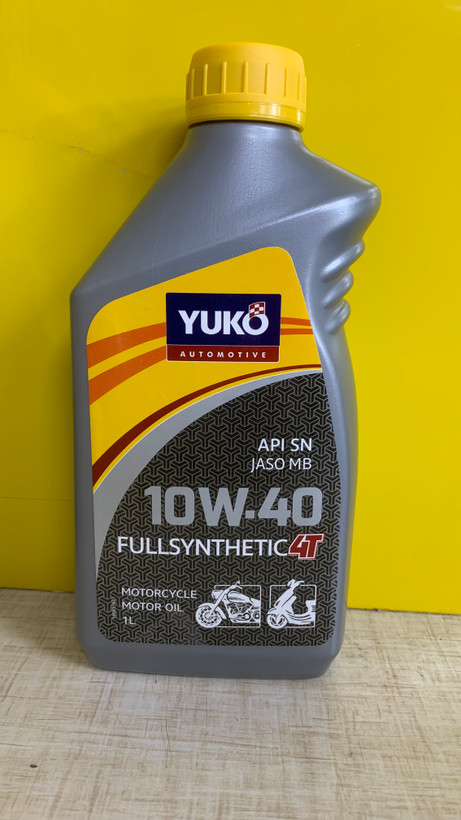 YUKO
AUTOMOTIVE
API SN
JASO MB
10W-40
FULLSYNTHETIC 4T
MOTORCYCLE
MOTOR OIL
1L